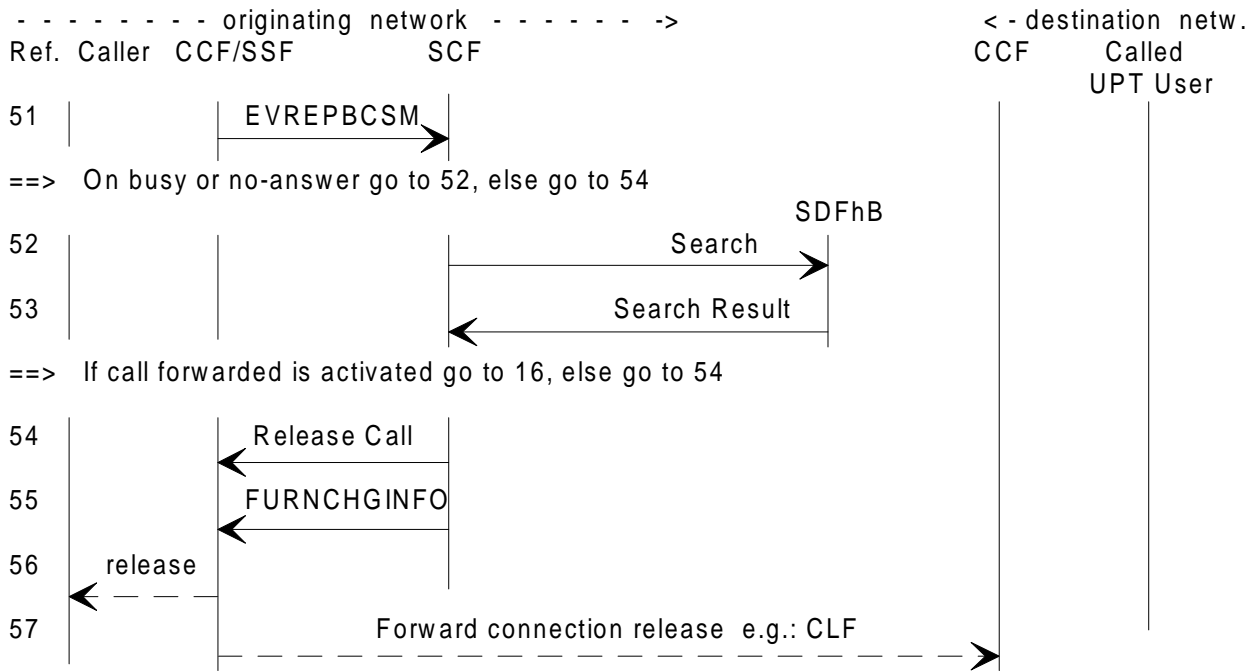 - - - - - - - - originating network - - - - - - -> < - destination netw.
Ref. Caller CCF/SSF SCF CCF Called
UPT User
51 EVREPBCSM
==> On busy or no-answer go to 52, else go to 54
SDFhB
52 Search
53 Search Result
==> If call forwarded is activated go to 16, else go to 54
54 Release Call
55 FURNCHGINFO
56 release
57 Forward connection release e.g.: CLF